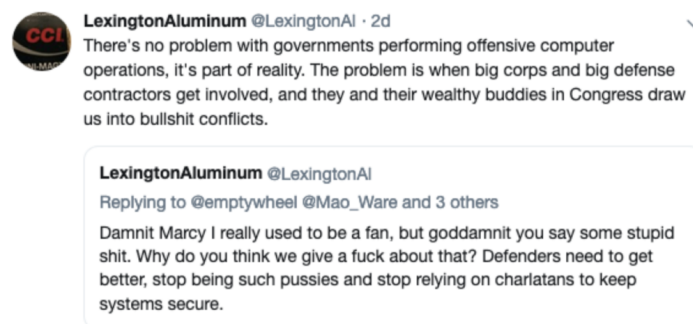 LexingtonAluminum @LexingtonAl · 2d
There's no problem with governments performing offensive computer
operations, it's part of reality. The problem is when big corps and big defense
contractors get involved, and they and their wealthy buddies in Congress draw
us into bullshit conflicts.
LexingtonAluminum @LexingtonAl
Replying to @emptywheel @Mao_Ware and 3 others
Damnit Marcy I really used to be a fan, but goddamnit you say some stupid
shit. Why do you think we give a fuck about that? Defenders need to get
better, stop being such pussies and stop relying on charlatans to keep
systems secure.
CCI